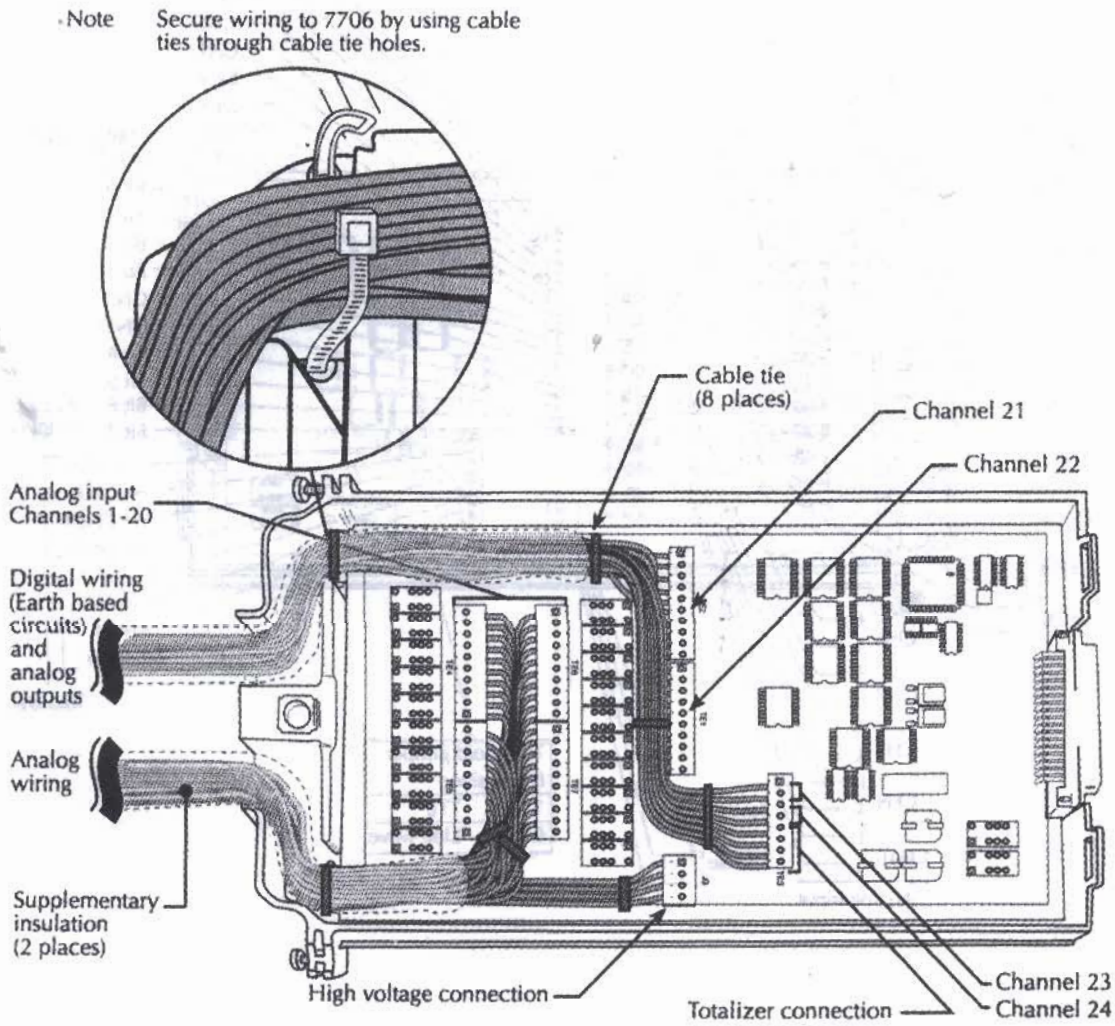 Note Secure wiring to 7706 by using cable
ties through cable tie holes.
Cable tie
(8 places)
Channel 21
Channel 22
Analog input
Channels 1-20
Digital wiring
(Earth based
circuits)
and
analog
outputs
Analog
wiring
Supplementary
insulation
(2 places)
High voltage connection
Totalizer connection
Channel 23
Channel 24